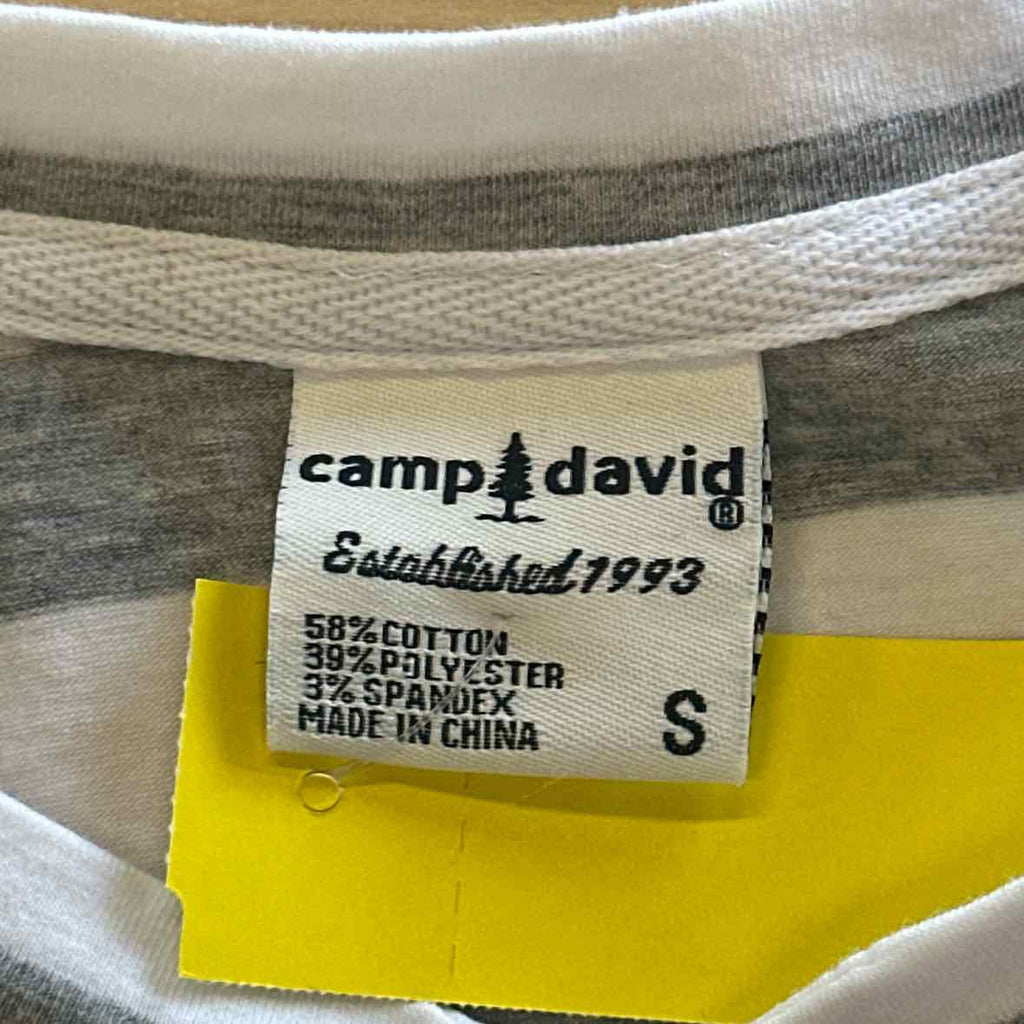 camp david®
Established 1993
58% COTTON
39% POLYESTER
3% SPANDEX
MADE IN CHINA
S